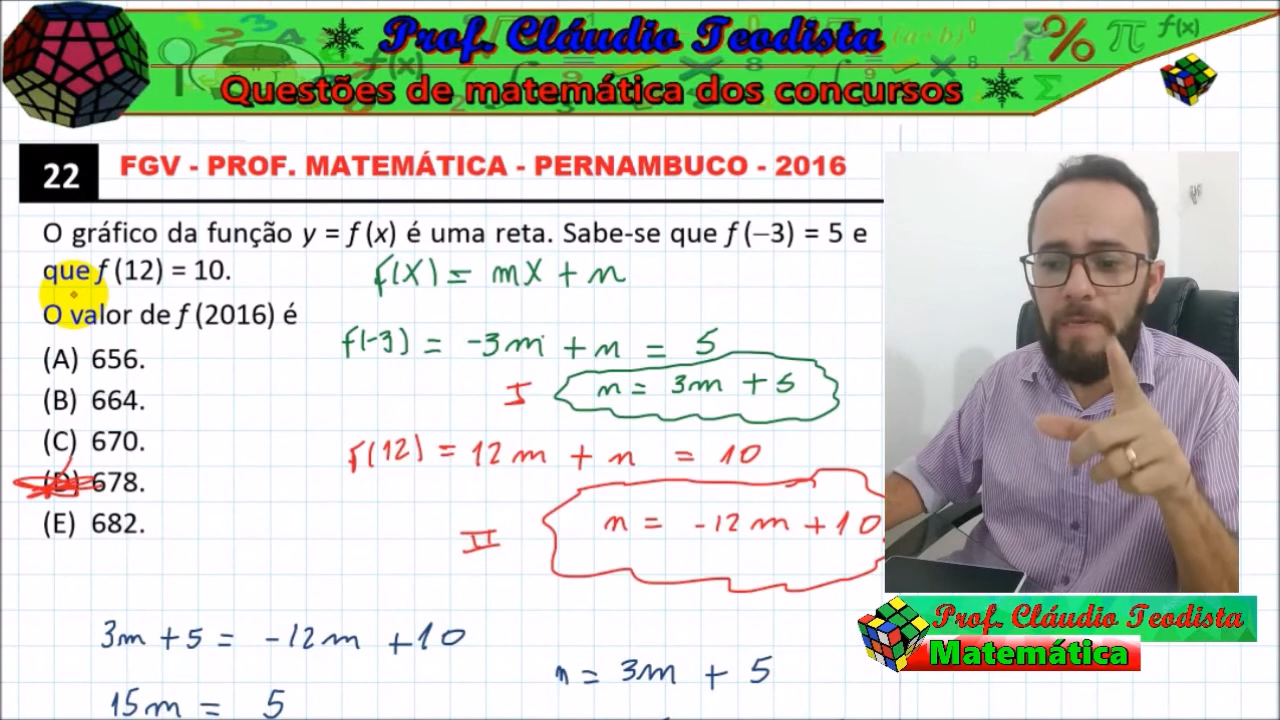 Prof. Cláudio Teodista
Questões de matemática dos concursos
22
FGV - PROF. MATEMÁTICA - PERNAMBUCO - 2016
O gráfico da função y = f (x) é uma reta. Sabe-se que f (−3) = 5 e
que f (12) = 10.
f(X) = mX + n
O valor de f (2016) é
f(-3) = -3m + n = 5
(A) 656.
I n = 3m + 5
(B) 664.
(C) 670.
f(12) = 12m + n = 10
(D) 678.
(E) 682.
II n = -12m + 10
3m + 5 = -12m + 10
n = 3m + 5
15m = 5
Prof. Cláudio Teodista
Matemática